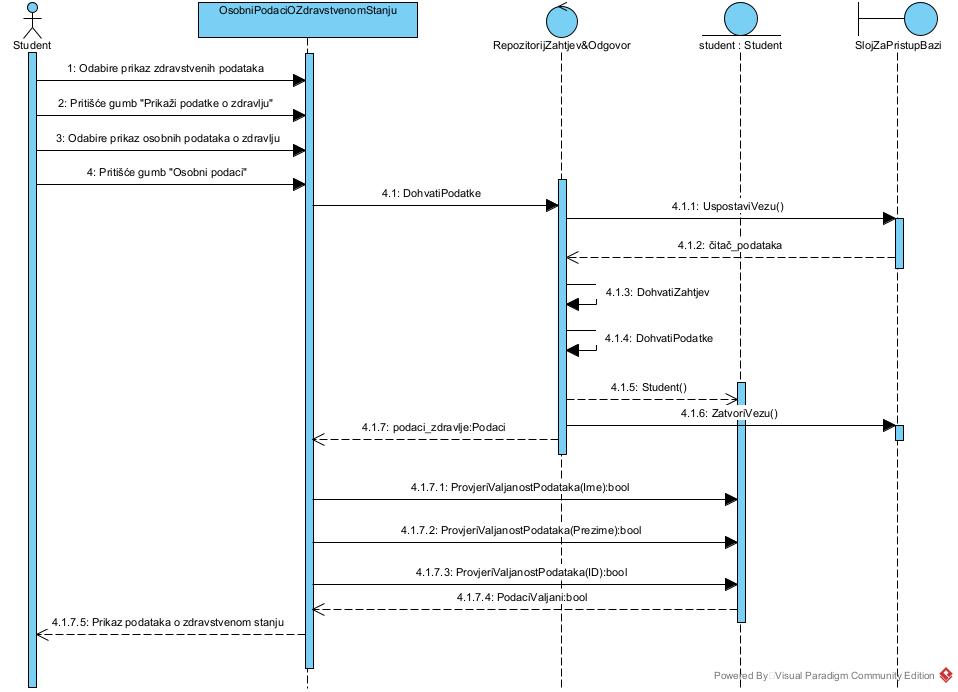 OsobniPodaciOZdravstvenomStanju
Student
RepozitorijZahtjev&Odgovor
student : Student
SlojZaPristupBazi
1: Odabire prikaz zdravstvenih podataka
2: Pritišće gumb "Prikaži podatke o zdravlju"
3: Odabire prikaz osobnih podataka o zdravlju
4: Pritišće gumb "Osobni podaci"
4.1: DohvatiPodatke
4.1.1: UspostaviVezu()
4.1.2: čitač_podataka
4.1.3: DohvatiZahtjev
4.1.4: DohvatiPodatke
4.1.5: Student()
4.1.6: ZatvoriVezu()
4.1.7: podaci_zdravlje:Podaci
4.1.7.1: ProvjeriValjanostPodataka(Ime):bool
4.1.7.2: ProvjeriValjanostPodataka(Prezime):bool
4.1.7.3: ProvjeriValjanostPodataka(ID):bool
4.1.7.4: PodaciValjani:bool
4.1.7.5: Prikaz podataka o zdravstvenom stanju
Powered By Visual Paradigm Community Edition